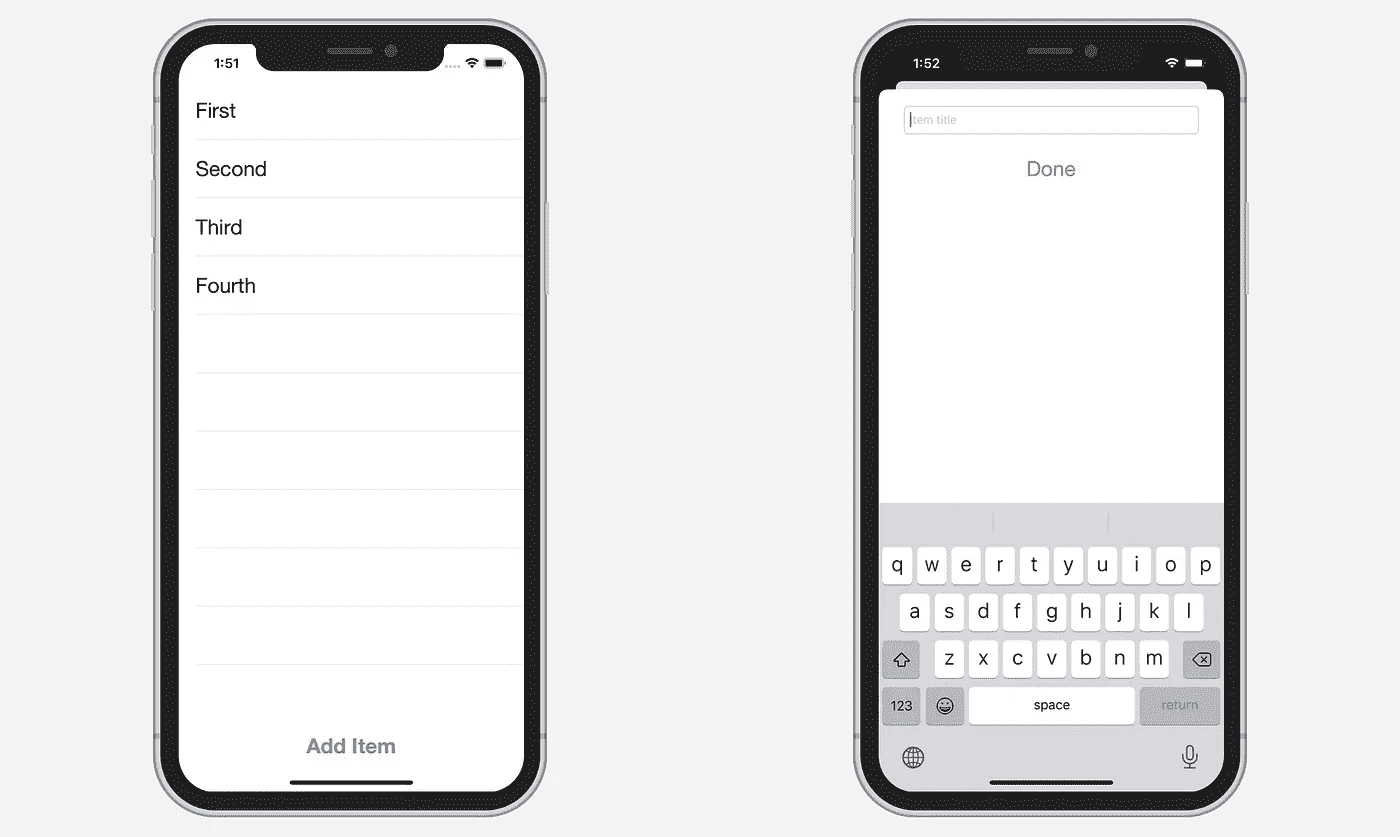 1:51
First
Second
Third
Fourth
Add Item
1:52
Item title
Done
q w e r t y u i o p
a s d f g h j k l
z x c v b n m
123 space return